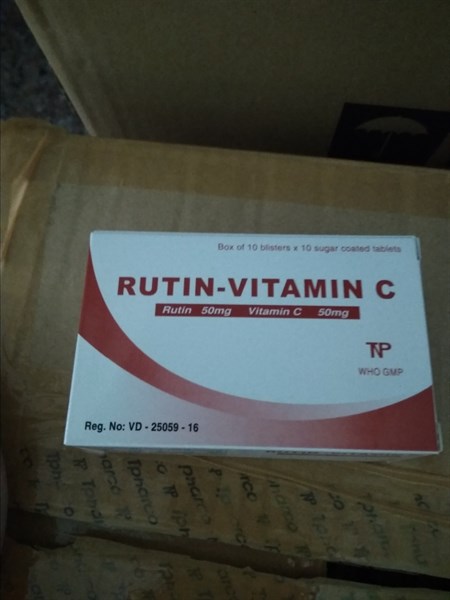 Box of 10 blisters x 10 sugar coated tablets
RUTIN-VITAMIN C
Rutin 50mg Vitamin C 50mg
TNP
WHO GMP
Reg. No: VD - 25059 - 16